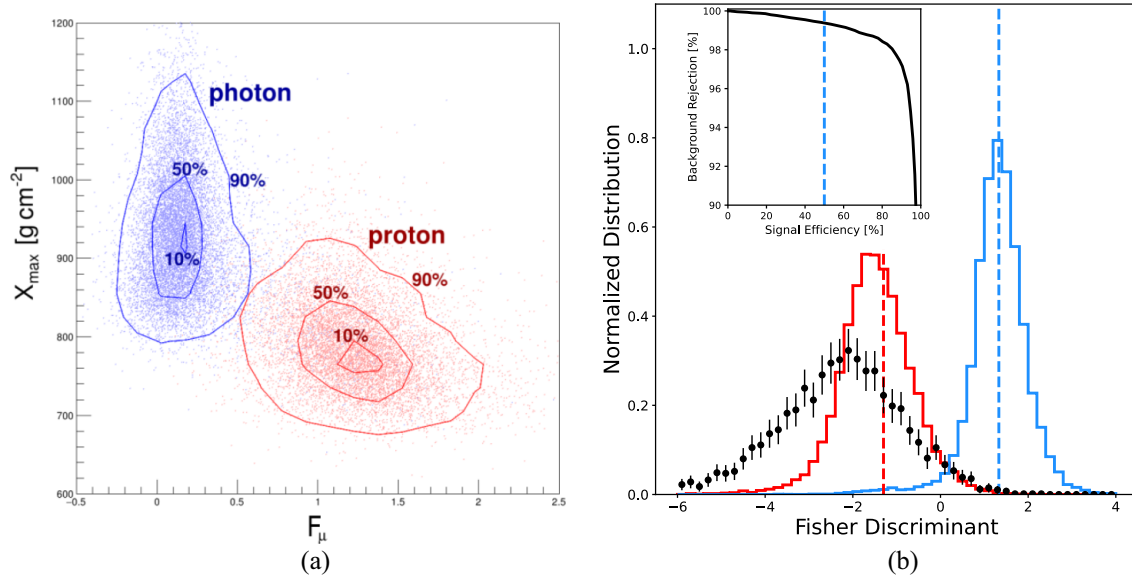 1200
1100
1000
900
800
700
600
X_max [g cm⁻²]
photon
50%
90%
10%
proton
50%
90%
10%
−0.5 0 0.5 1 1.5 2 2.5
F_μ
(a)
1.0
0.8
0.6
0.4
0.2
0.0
Normalized Distribution
100
98
96
94
92
90
Background Rejection [%]
0 20 40 60 80 100
Signal Efficiency [%]
−6 −4 −2 0 2 4
Fisher Discriminant
(b)